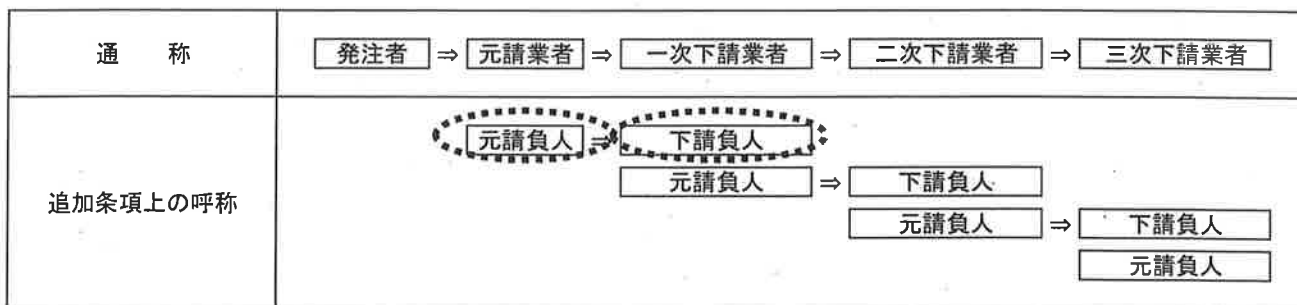 通　称
発注者 ⇒ 元請業者 ⇒ 一次下請業者 ⇒ 二次下請業者 ⇒ 三次下請業者
追加条項上の呼称
元請負人 ⇒ 下請負人
元請負人 ⇒ 下請負人
元請負人 ⇒ 下請負人
元請負人